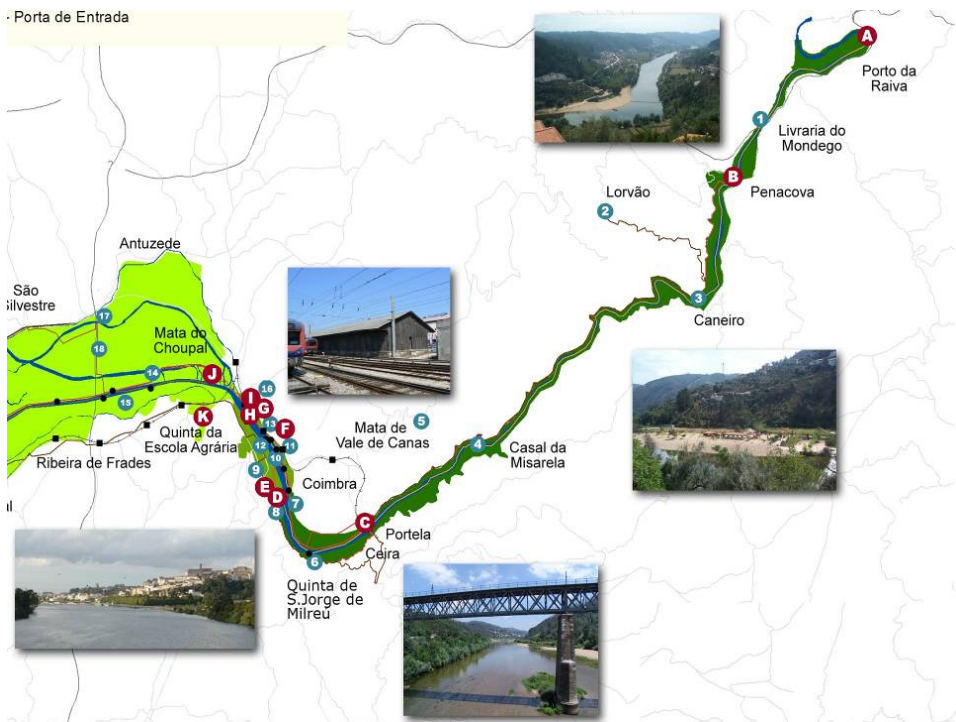 - Porta de Entrada
A
Porto da
Raiva
1
Livraria do
Mondego
B
Penacova
Lorvão
2
3
Caneiro
Antuzede
São
Silvestre
17
18
Mata do
Choupal
14
J
15
I
16
G
H
13
F
K
Quinta da
Escola Agrária
12
11
10
9
Ribeira de Frades
5
Mata de
Vale de Canas
4
Casal da
Misarela
Coimbra
E
D
7
8
C
Portela
Ceira
6
Quinta de
S.Jorge de
Milreu